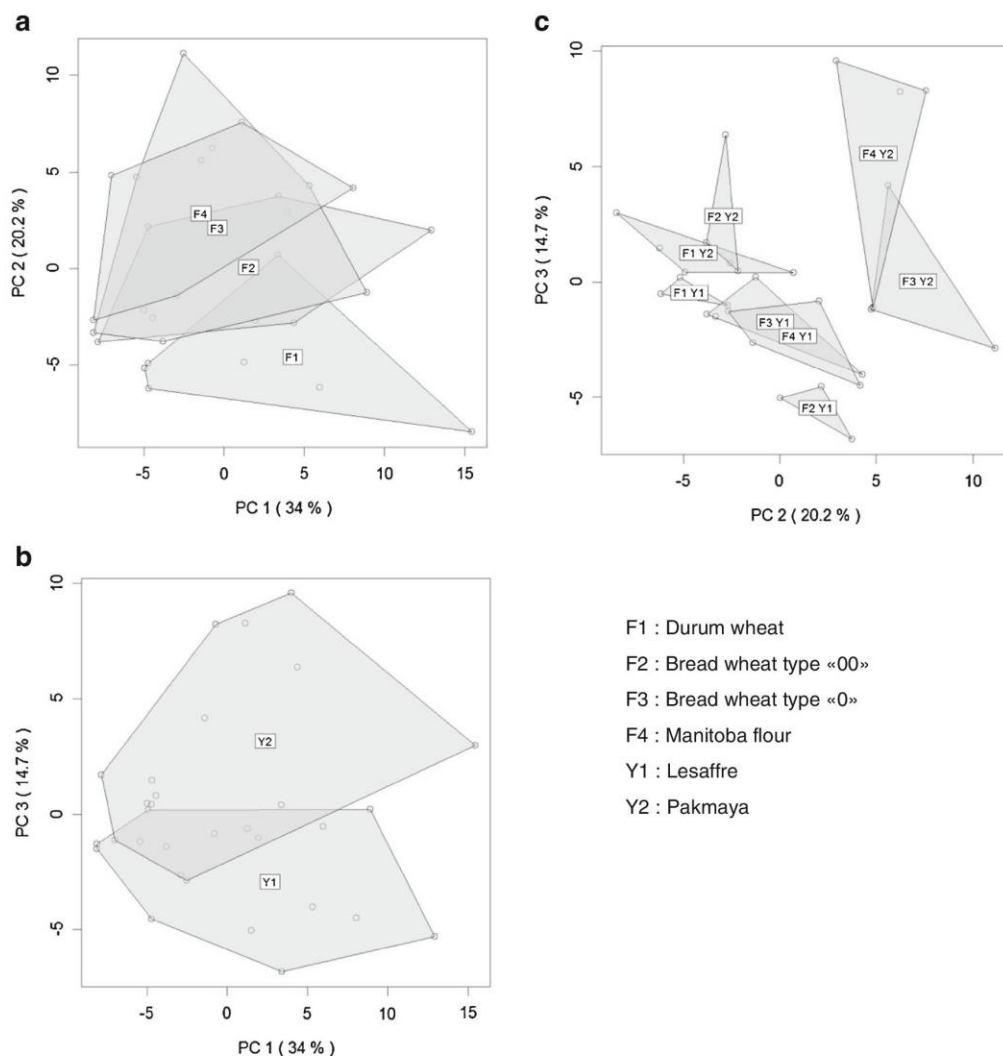 a
10
5
0
-5
PC 2 ( 20.2 % )
F4
F3
F2
F1
-5
0
5
10
15
PC 1 ( 34 % )
c
10
5
0
-5
PC 3 ( 14.7 % )
F4 Y2
F2 Y2
F1 Y2
F3 Y2
F1 Y1
F3 Y1
F4 Y1
F2 Y1
-5
0
5
10
PC 2 ( 20.2 % )
b
10
5
0
-5
PC 3 ( 14.7 % )
Y2
Y1
-5
0
5
10
15
PC 1 ( 34 % )
F1 : Durum wheat
F2 : Bread wheat type «00»
F3 : Bread wheat type «0»
F4 : Manitoba flour
Y1 : Lesaffre
Y2 : Pakmaya